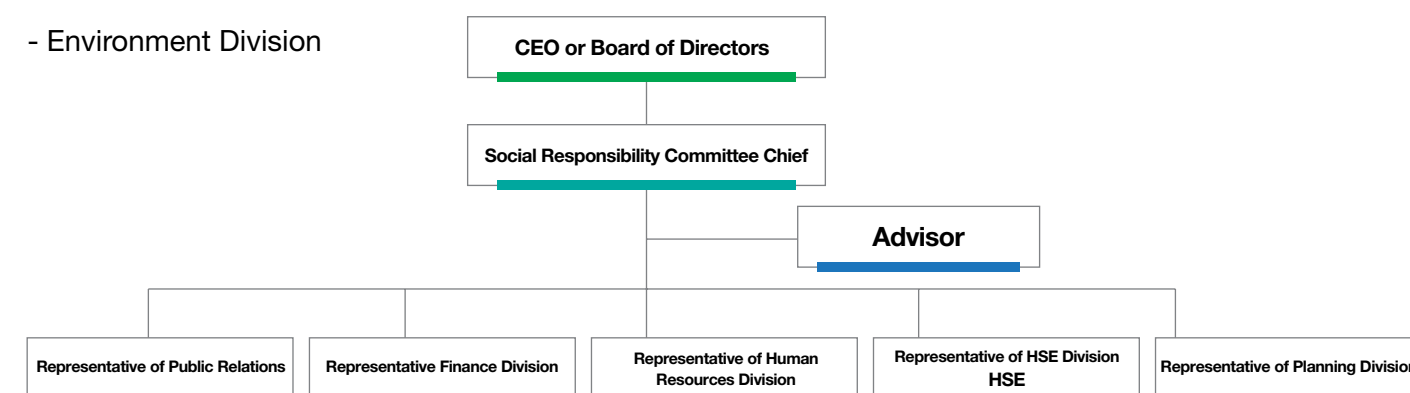 - Environment Division
CEO or Board of Directors
Social Responsibility Committee Chief
Advisor
Representative of Public Relations
Representative Finance Division
Representative of Human
Resources Division
Representative of HSE Division
HSE
Representative of Planning Division